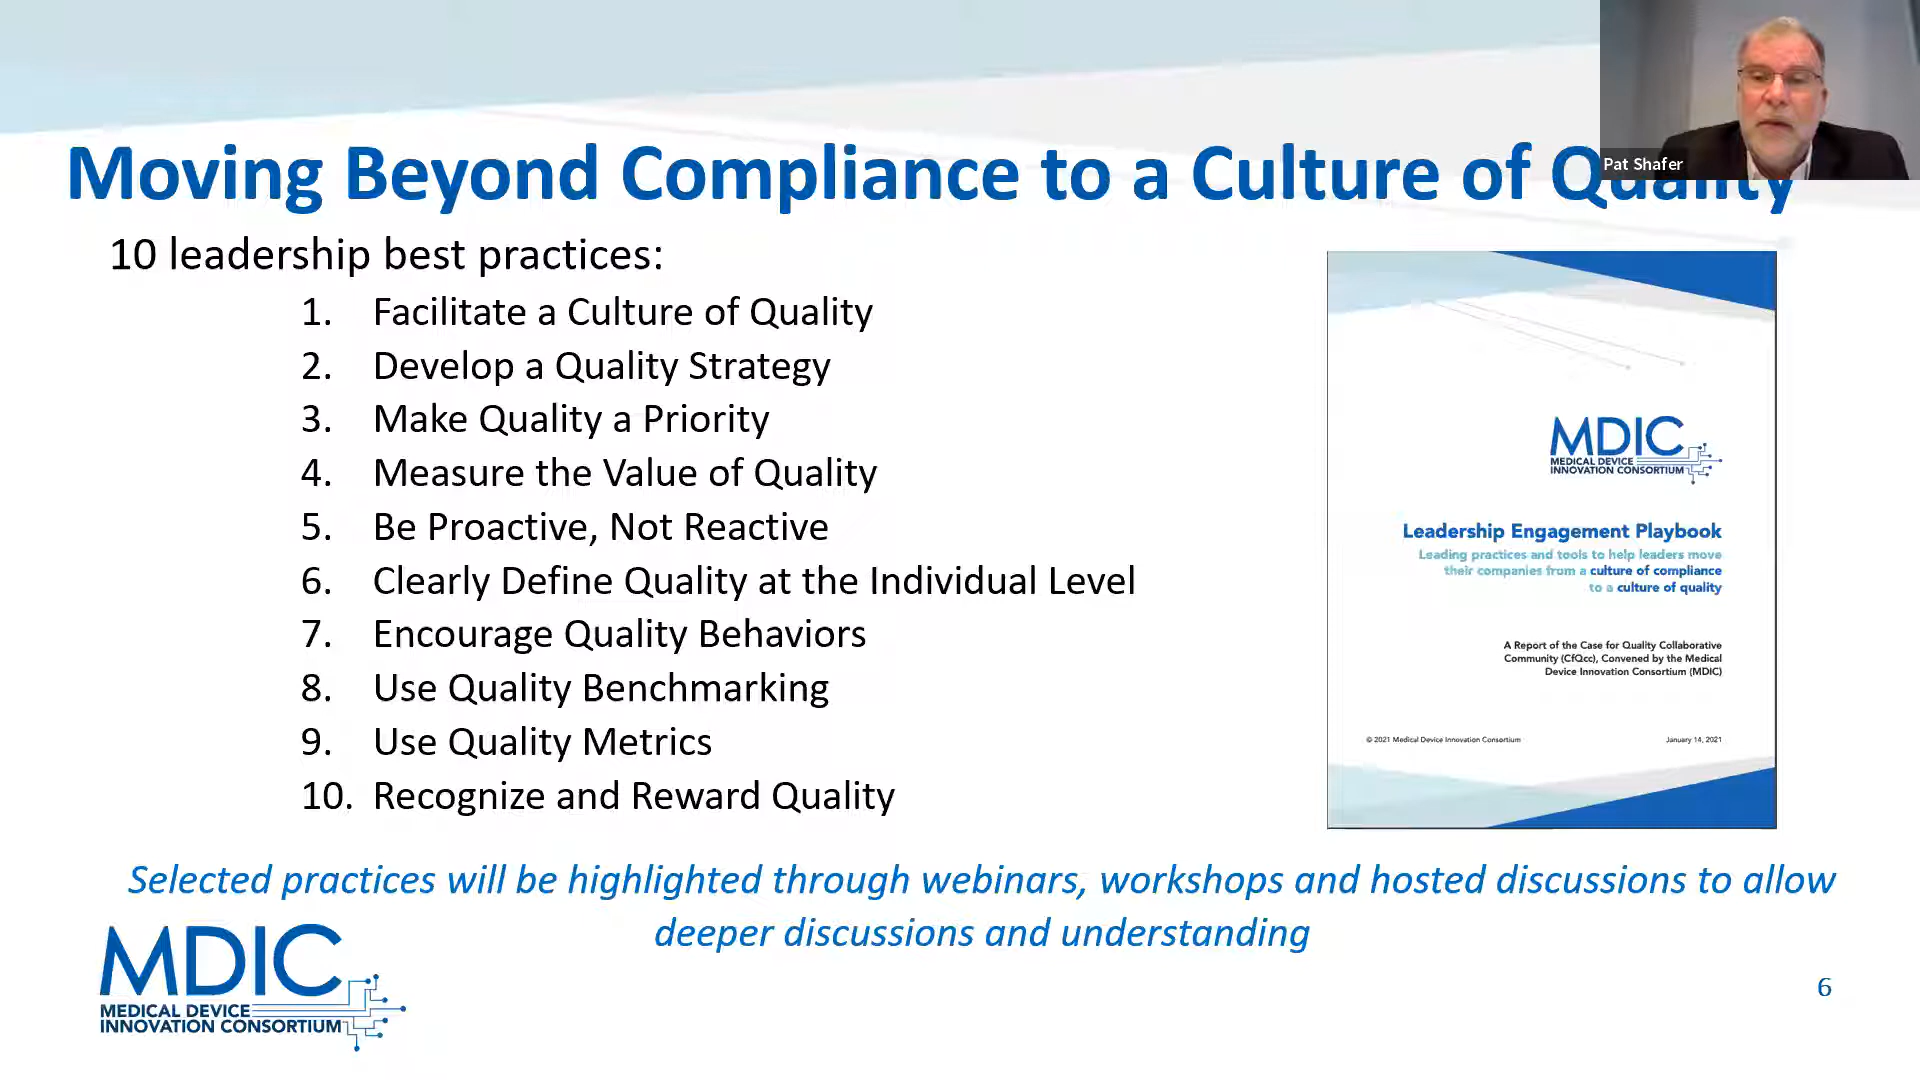 Pat Shafer
Moving Beyond Compliance to a Culture of Quality
10 leadership best practices:
1. Facilitate a Culture of Quality
2. Develop a Quality Strategy
3. Make Quality a Priority
4. Measure the Value of Quality
5. Be Proactive, Not Reactive
6. Clearly Define Quality at the Individual Level
7. Encourage Quality Behaviors
8. Use Quality Benchmarking
9. Use Quality Metrics
10. Recognize and Reward Quality
MDIC
MEDICAL DEVICE
INNOVATION CONSORTIUM
Leadership Engagement Playbook
Leading practices and tools to help leaders move
their companies from a culture of compliance
to a culture of quality
A Report of the Case for Quality Collaborative
Community (CfQcc), Convened by the Medical
Device Innovation Consortium (MDIC)
© 2021 Medical Device Innovation Consortium
January 14, 2021
Selected practices will be highlighted through webinars, workshops and hosted discussions to allow
deeper discussions and understanding
MDIC
MEDICAL DEVICE
INNOVATION CONSORTIUM
6